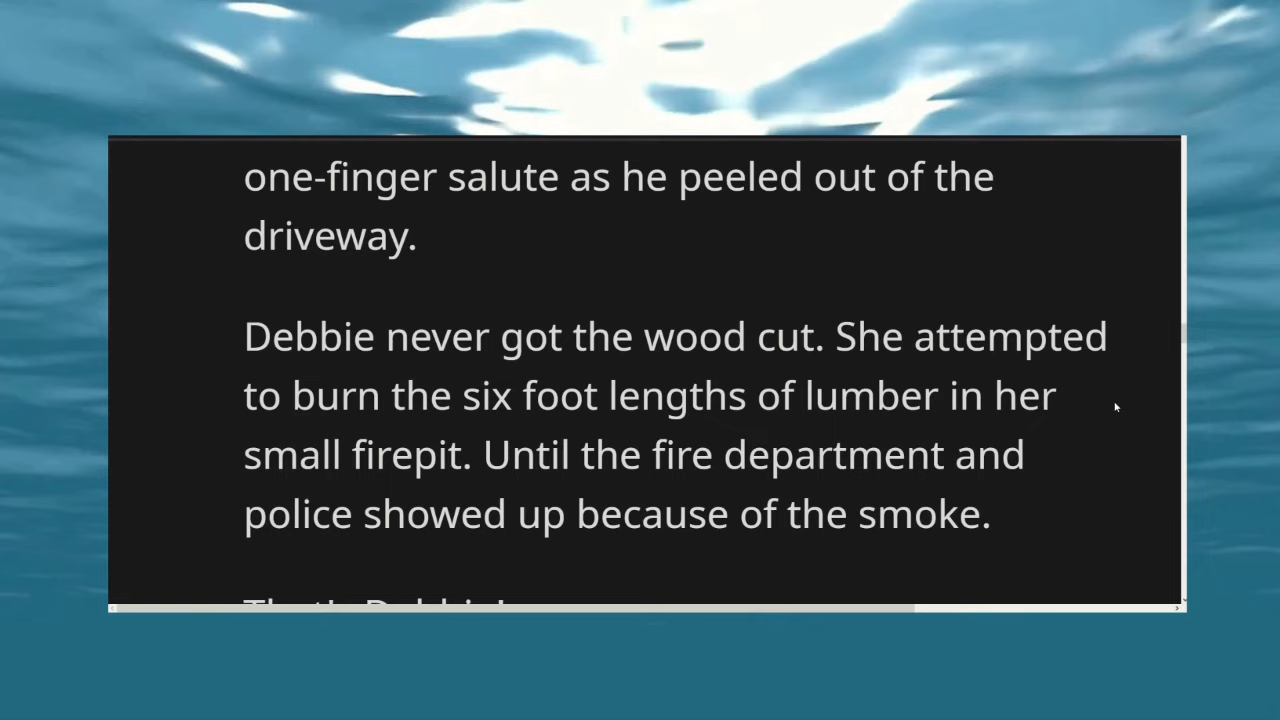 one-finger salute as he peeled out of the
driveway.
Debbie never got the wood cut. She attempted
to burn the six foot lengths of lumber in her
small firepit. Until the fire department and
police showed up because of the smoke.